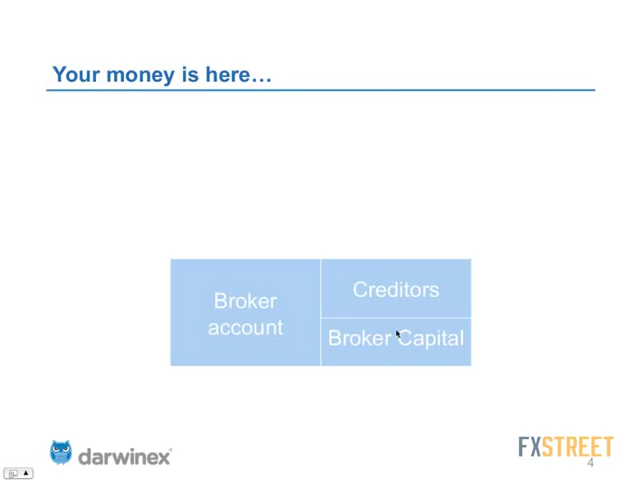 Your money is here…
Broker
account
Creditors
Broker Capital
darwinex®
FXSTREET
4